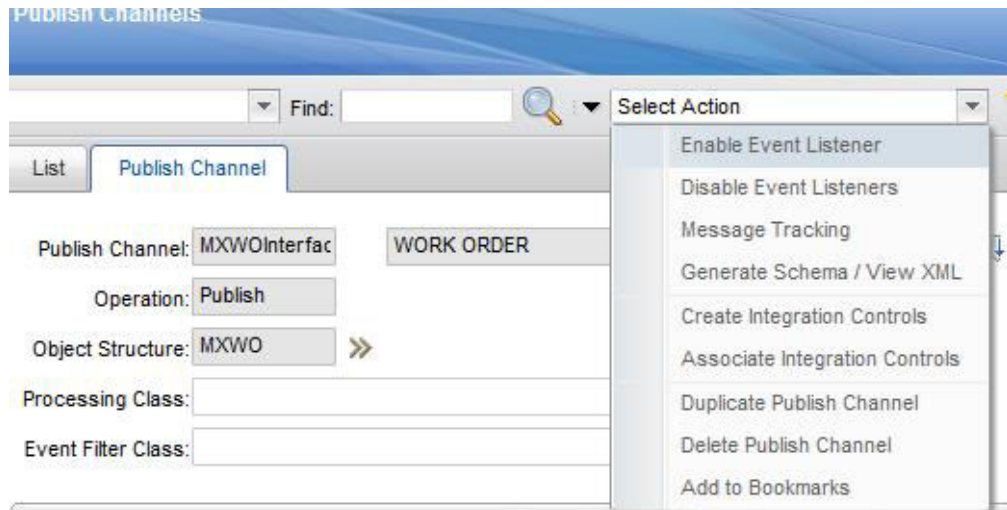 Publish Channels
Find:
Select Action
Enable Event Listener
Disable Event Listeners
Message Tracking
Generate Schema / View XML
Create Integration Controls
Associate Integration Controls
Duplicate Publish Channel
Delete Publish Channel
Add to Bookmarks
List
Publish Channel
Publish Channel: MXWOInterfac WORK ORDER
Operation: Publish
Object Structure: MXWO
Processing Class:
Event Filter Class: